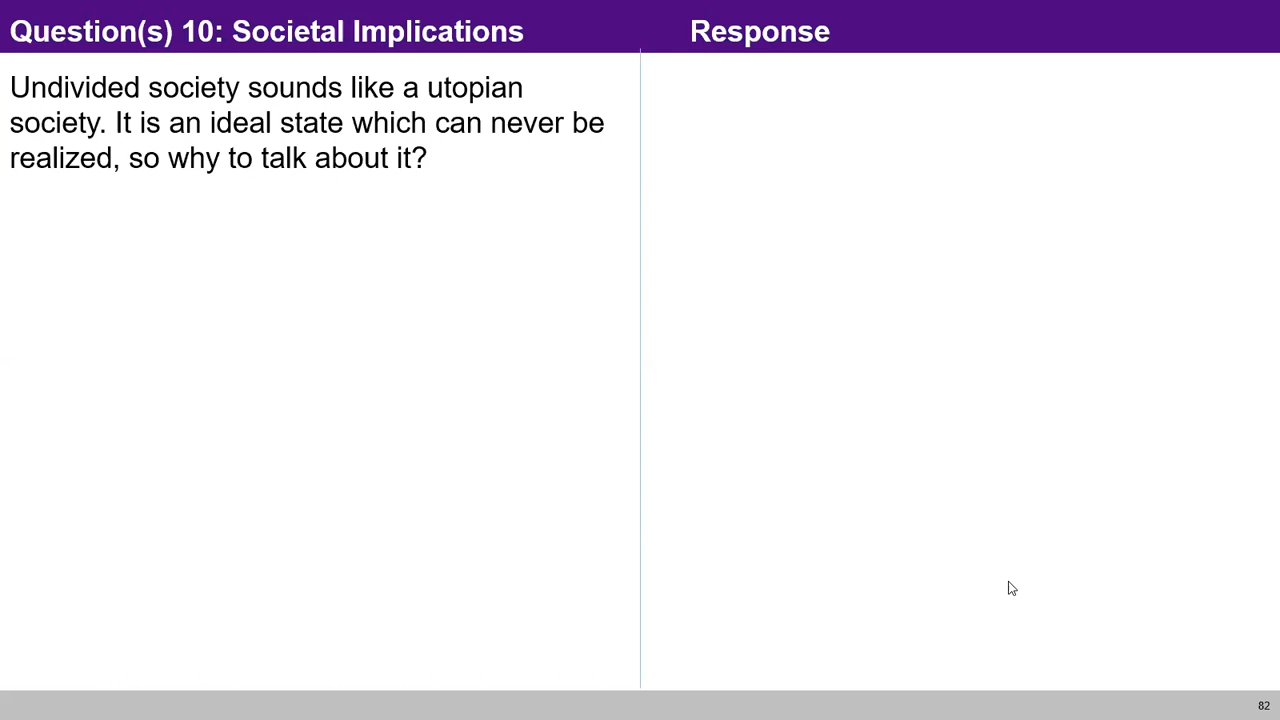 Question(s) 10: Societal Implications
Response
Undivided society sounds like a utopian
society. It is an ideal state which can never be
realized, so why to talk about it?
82